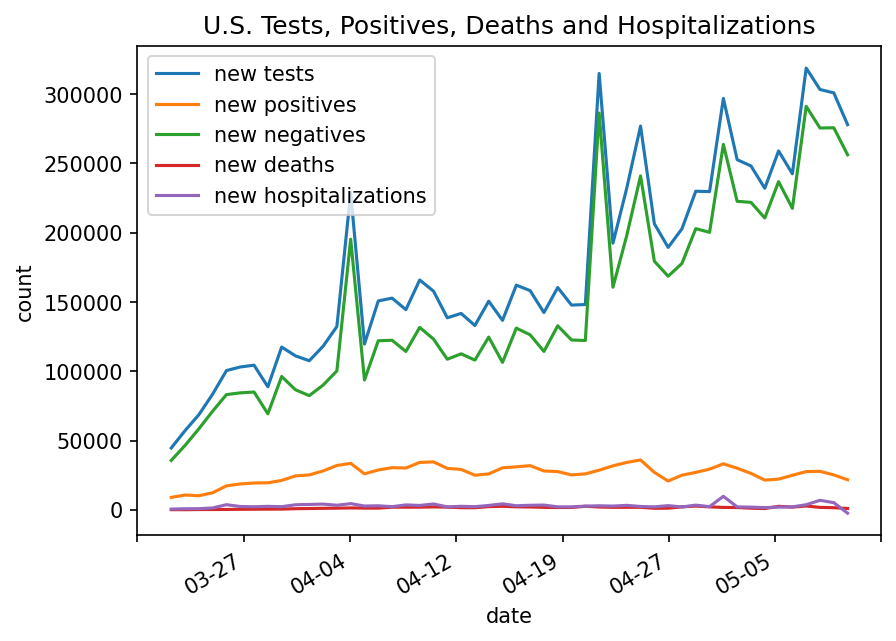 U.S. Tests, Positives, Deaths and Hospitalizations
new tests
new positives
new negatives
new deaths
new hospitalizations
300000
250000
200000
150000
100000
50000
0
count
03-27
04-04
04-12
04-19
04-27
05-05
date